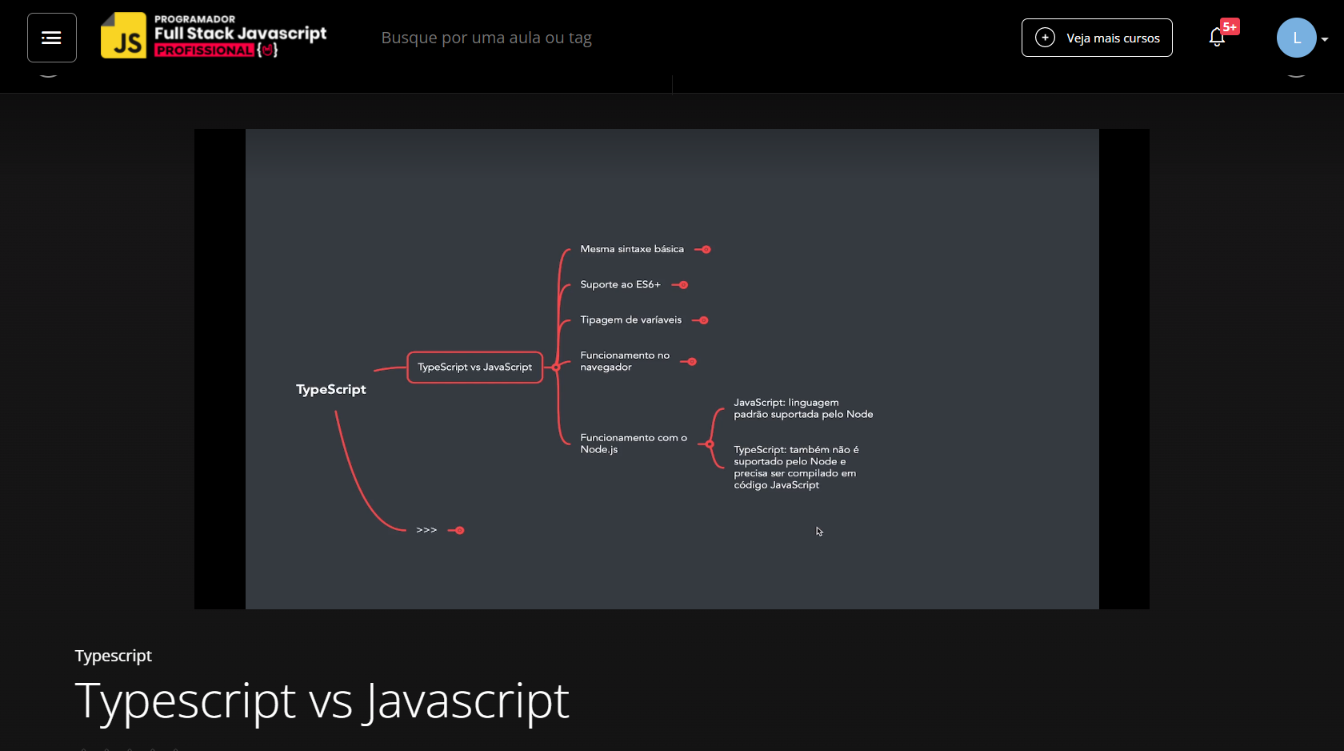 PROGRAMADOR
JS
Full Stack Javascript
PROFISSIONAL { }
Busque por uma aula ou tag
Veja mais cursos
5+
L
Mesma sintaxe básica
Suporte ao ES6+
Tipagem de varíaveis
Funcionamento no
navegador
TypeScript vs JavaScript
TypeScript
JavaScript: linguagem
padrão suportada pelo Node
Funcionamento com o
Node.js
TypeScript: também não é
suportado pelo Node e
precisa ser compilado em
código JavaScript
>>>
Typescript
Typescript vs Javascript